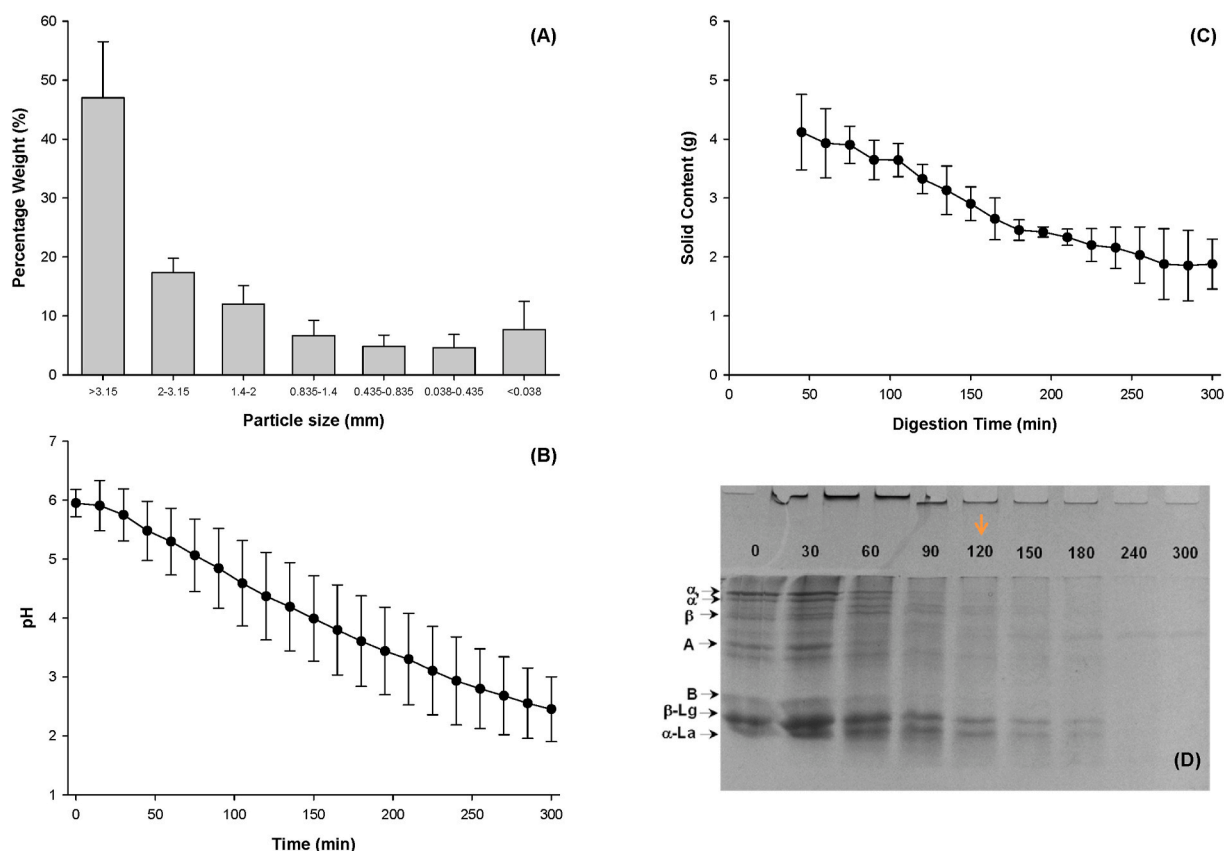 (A)
60
50
40
30
20
10
0
Percentage Weight (%)
>3.15 2-3.15 1.4-2 0.835-1.4 0.435-0.835 0.038-0.435 <0.038
Particle size (mm)
(B)
7
6
5
4
3
2
1
pH
0 50 100 150 200 250 300
Time (min)
(C)
6
5
4
3
2
1
0
Solid Content (g)
0 50 100 150 200 250 300
Digestion Time (min)
0 30 60 90 120 150 180 240 300
α,
α'
β
A
B
β-Lg
α-La
(D)